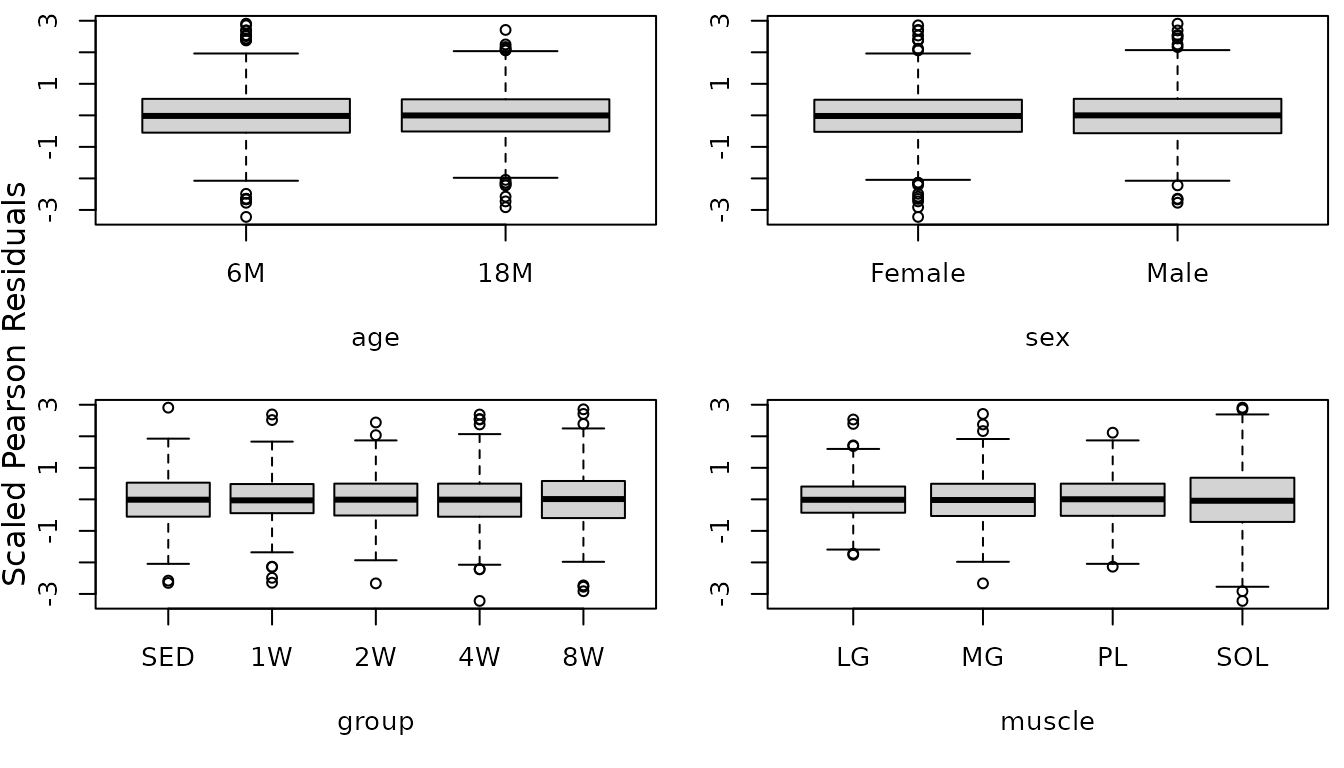 Scaled Pearson Residuals
3
1
-1
-3
6M 18M
age
3
1
-1
-3
Female Male
sex
3
1
-1
-3
SED 1W 2W 4W 8W
group
3
1
-1
-3
LG MG PL SOL
muscle